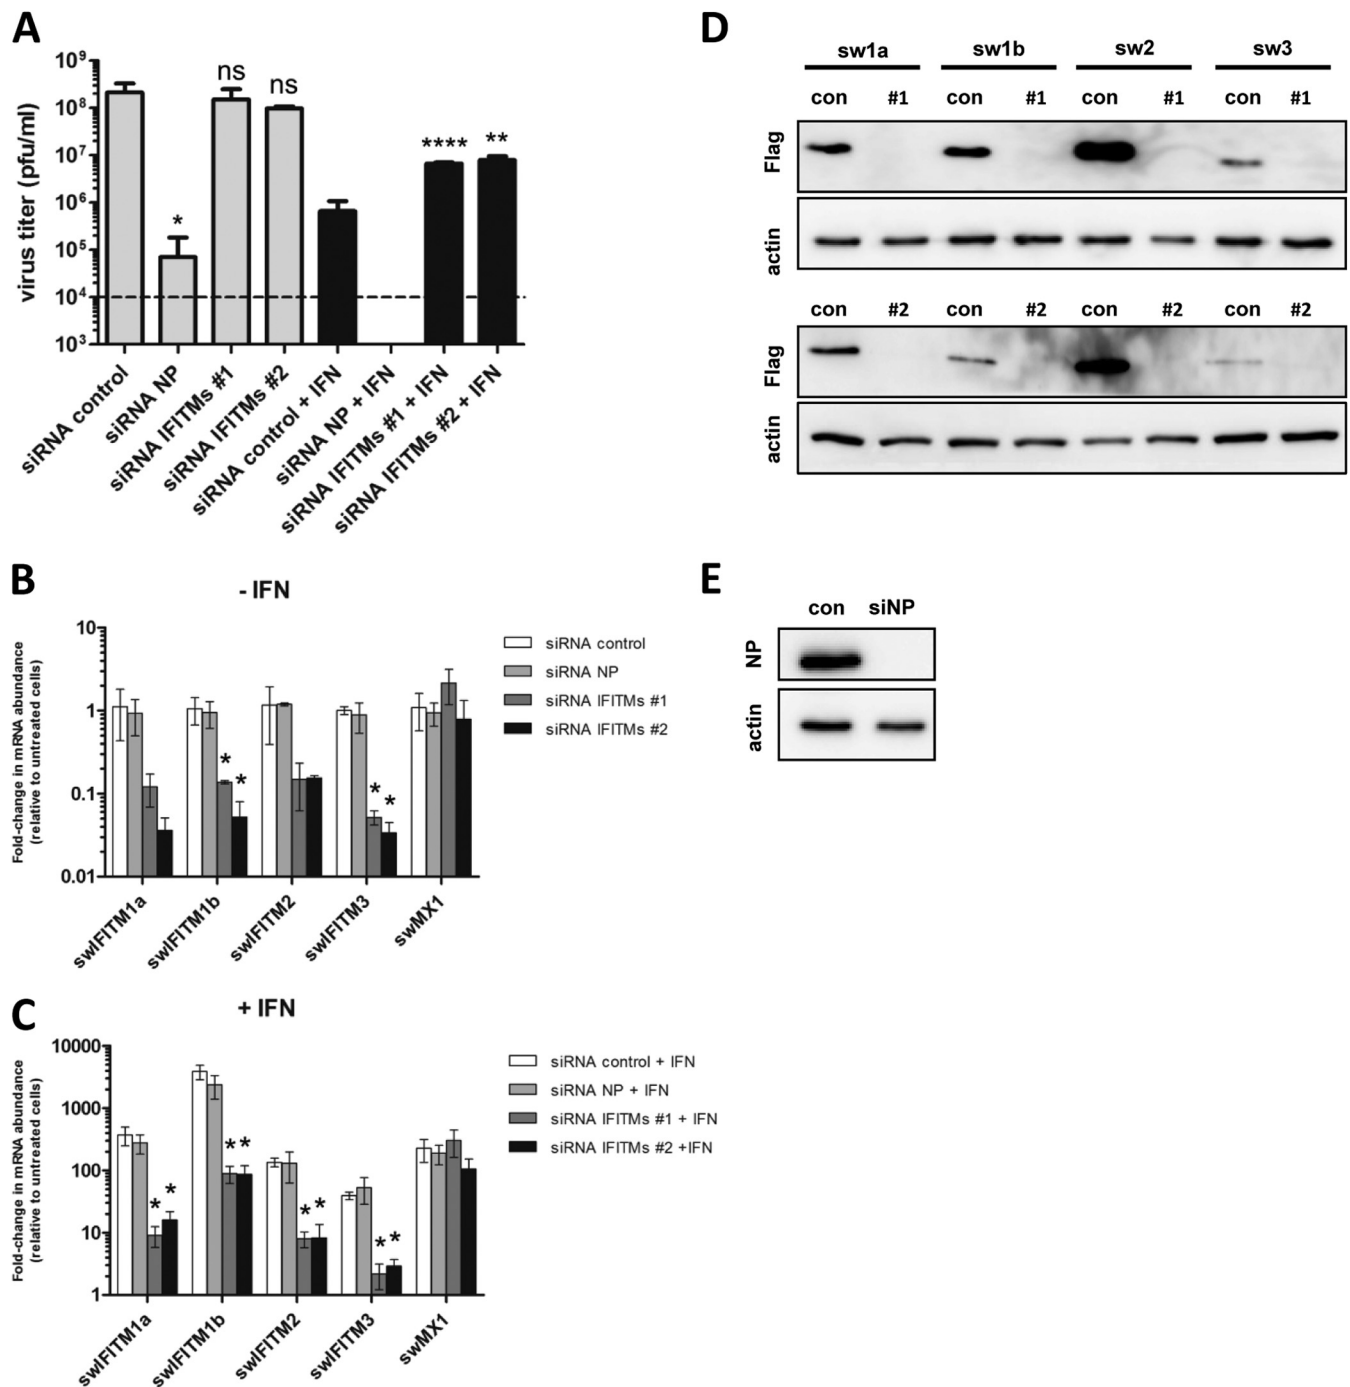 A
virus titer (pfu/ml)
10⁹
10⁸
10⁷
10⁶
10⁵
10⁴
10³
*
ns
ns
****
**
siRNA control
siRNA NP
siRNA IFITMs #1
siRNA IFITMs #2
siRNA control + IFN
siRNA NP + IFN
siRNA IFITMs #1 + IFN
siRNA IFITMs #2 + IFN
B
- IFN
Fold-change in mRNA abundance
(relative to untreated cells)
10
1
0.1
0.01
* *
* *
swIFITM1a
swIFITM1b
swIFITM2
swIFITM3
swMX1
siRNA control
siRNA NP
siRNA IFITMs #1
siRNA IFITMs #2
C
+ IFN
Fold-change in mRNA abundance
(relative to untreated cells)
10000
1000
100
10
1
* *
* *
* *
* *
swIFITM1a
swIFITM1b
swIFITM2
swIFITM3
swMX1
siRNA control + IFN
siRNA NP + IFN
siRNA IFITMs #1 + IFN
siRNA IFITMs #2 +IFN
D
sw1a sw1b sw2 sw3
con #1 con #1 con #1 con #1
Flag
actin
con #2 con #2 con #2 con #2
Flag
actin
E
con siNP
NP
actin